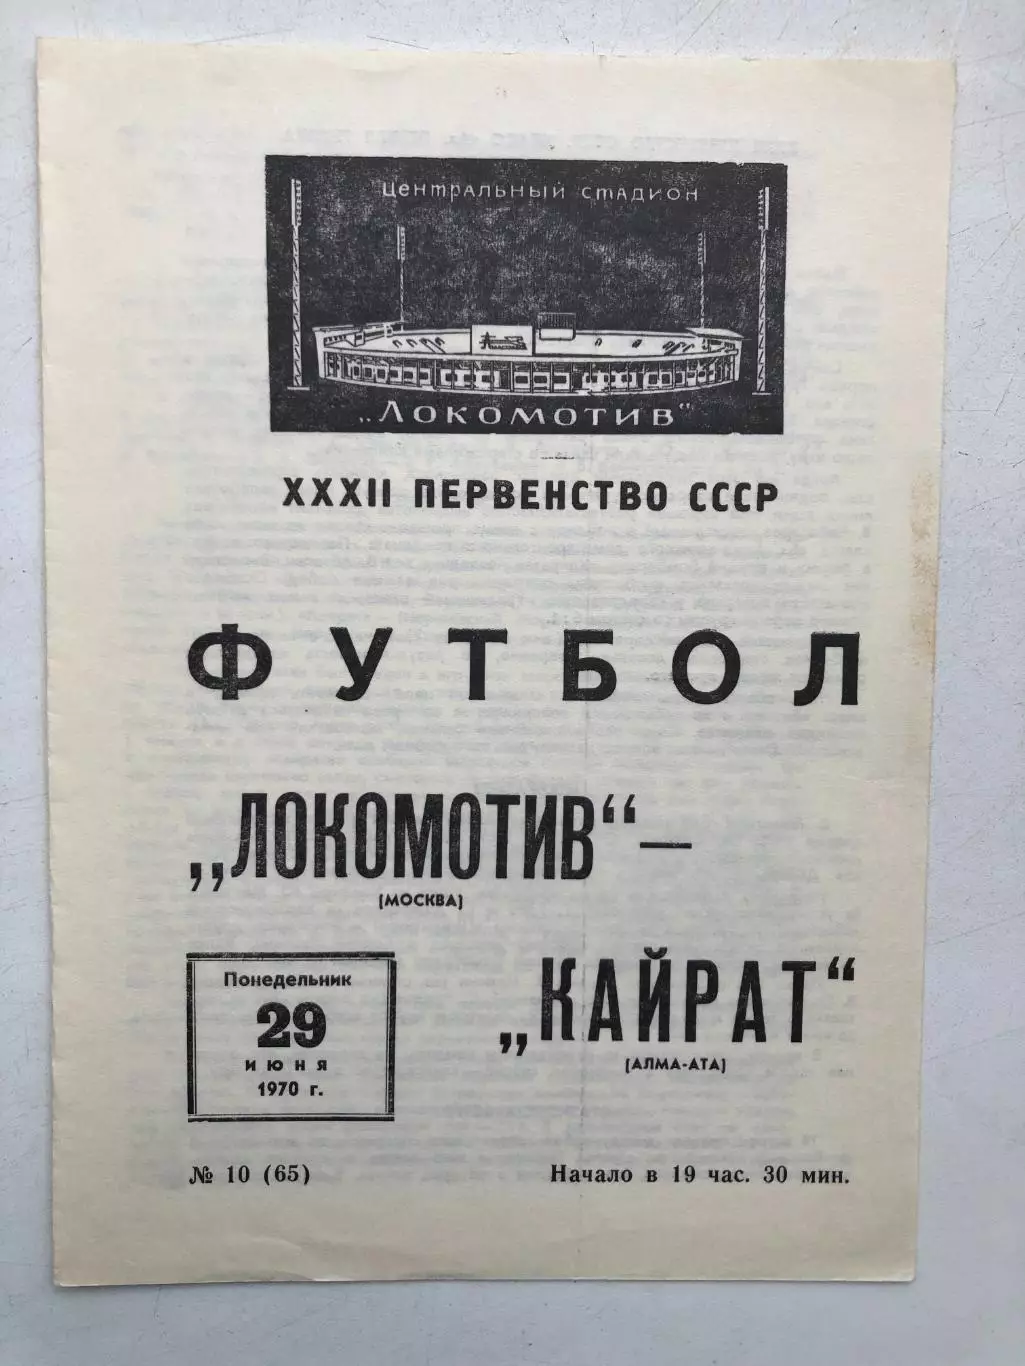 Центральный стадион
„Локомотив"
XXXII ПЕРВЕНСТВО СССР
ФУТБОЛ
„ЛОКОМОТИВ“ —
(МОСКВА)
„КАЙРАТ“
(АЛМА-АТА)
Понедельник
29
июня
1970 г.
№ 10 (65)
Начало в 19 час. 30 мин.